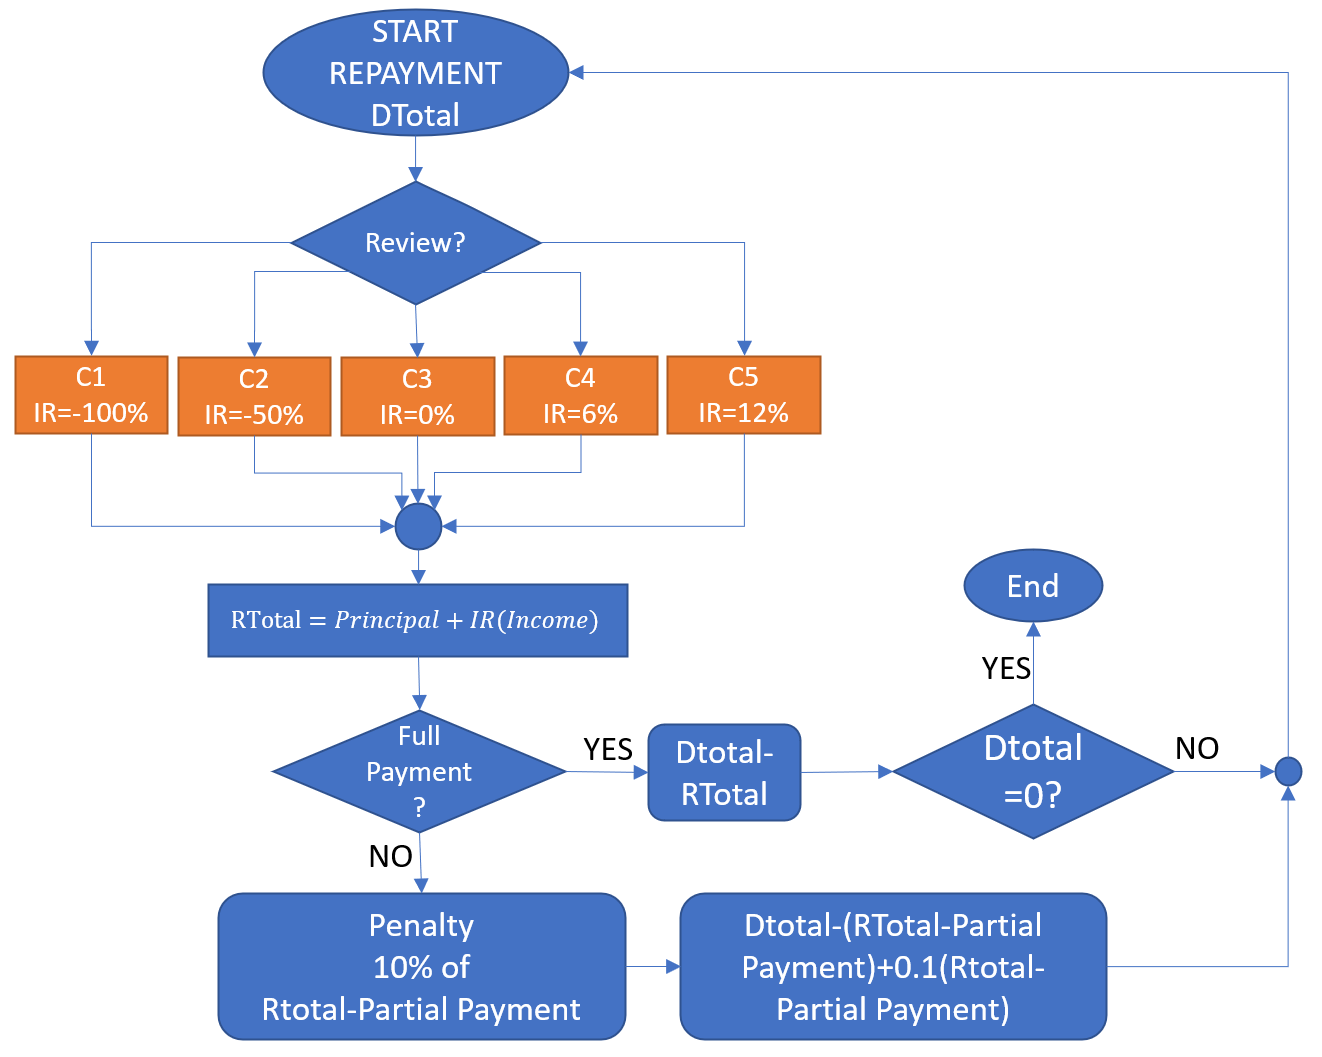 START
REPAYMENT
DTotal
Review?
C1
IR=-100%
C2
IR=-50%
C3
IR=0%
C4
IR=6%
C5
IR=12%
RTotal = Principal + IR(Income)
End
YES
Full
Payment
?
YES
Dtotal-
RTotal
Dtotal
=0?
NO
NO
Penalty
10% of
Rtotal-Partial Payment
Dtotal-(RTotal-Partial
Payment)+0.1(Rtotal-
Partial Payment)